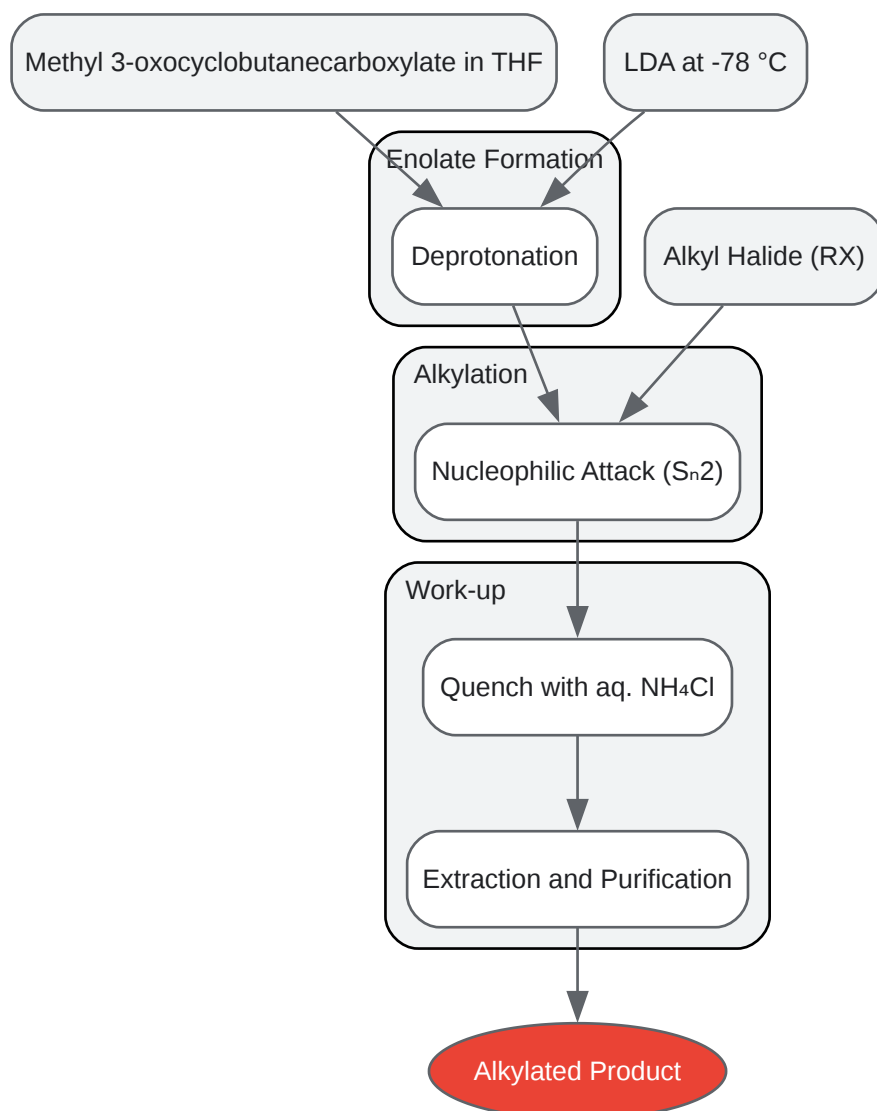 Methyl 3-oxocyclobutanecarboxylate in THF
LDA at -78 °C
Enolate Formation
Deprotonation
Alkyl Halide (RX)
Alkylation
Nucleophilic Attack (Sₙ2)
Work-up
Quench with aq. NH₄Cl
Extraction and Purification
Alkylated Product